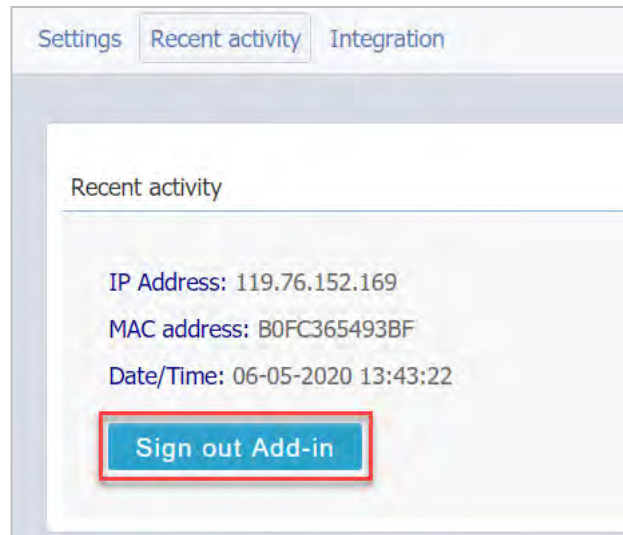 Settings Recent activity Integration
Recent activity
IP Address: 119.76.152.169
MAC address: B0FC365493BF
Date/Time: 06-05-2020 13:43:22
Sign out Add-in